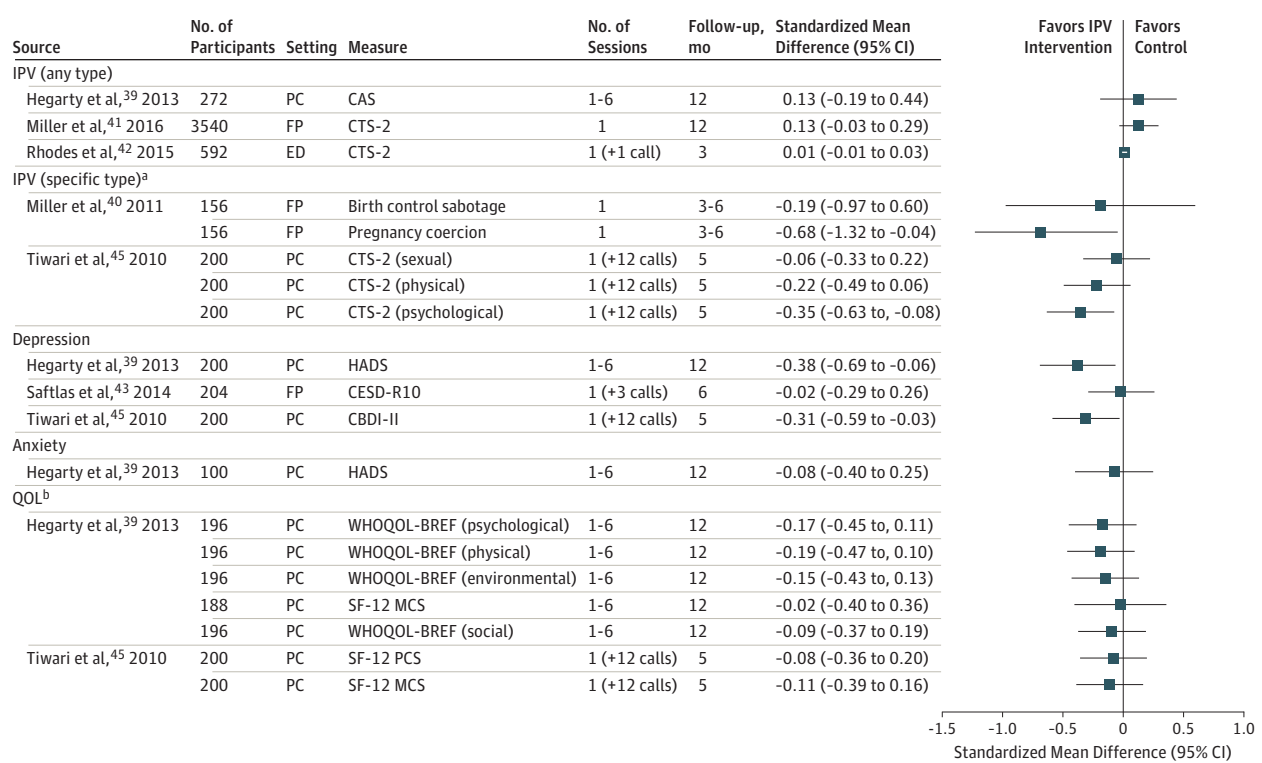 Source No. of Participants Setting Measure No. of Sessions Follow-up, mo Standardized Mean Difference (95% CI) Favors IPV Intervention Favors Control
IPV (any type)
Hegarty et al,39 2013 272 PC CAS 1-6 12 0.13 (-0.19 to 0.44)
Miller et al,41 2016 3540 FP CTS-2 1 12 0.13 (-0.03 to 0.29)
Rhodes et al,42 2015 592 ED CTS-2 1 (+1 call) 3 0.01 (-0.01 to 0.03)
IPV (specific type)a
Miller et al,40 2011 156 FP Birth control sabotage 1 3-6 -0.19 (-0.97 to 0.60)
156 FP Pregnancy coercion 1 3-6 -0.68 (-1.32 to -0.04)
Tiwari et al,45 2010 200 PC CTS-2 (sexual) 1 (+12 calls) 5 -0.06 (-0.33 to 0.22)
200 PC CTS-2 (physical) 1 (+12 calls) 5 -0.22 (-0.49 to 0.06)
200 PC CTS-2 (psychological) 1 (+12 calls) 5 -0.35 (-0.63 to, -0.08)
Depression
Hegarty et al,39 2013 200 PC HADS 1-6 12 -0.38 (-0.69 to -0.06)
Saftlas et al,43 2014 204 FP CESD-R10 1 (+3 calls) 6 -0.02 (-0.29 to 0.26)
Tiwari et al,45 2010 200 PC CBDI-II 1 (+12 calls) 5 -0.31 (-0.59 to -0.03)
Anxiety
Hegarty et al,39 2013 100 PC HADS 1-6 12 -0.08 (-0.40 to 0.25)
QOLb
Hegarty et al,39 2013 196 PC WHOQOL-BREF (psychological) 1-6 12 -0.17 (-0.45 to, 0.11)
196 PC WHOQOL-BREF (physical) 1-6 12 -0.19 (-0.47 to, 0.10)
196 PC WHOQOL-BREF (environmental) 1-6 12 -0.15 (-0.43 to, 0.13)
188 PC SF-12 MCS 1-6 12 -0.02 (-0.40 to 0.36)
196 PC WHOQOL-BREF (social) 1-6 12 -0.09 (-0.37 to 0.19)
Tiwari et al,45 2010 200 PC SF-12 PCS 1 (+12 calls) 5 -0.08 (-0.36 to 0.20)
200 PC SF-12 MCS 1 (+12 calls) 5 -0.11 (-0.39 to 0.16)
-1.5 -1.0 -0.5 0 0.5 1.0
Standardized Mean Difference (95% CI)